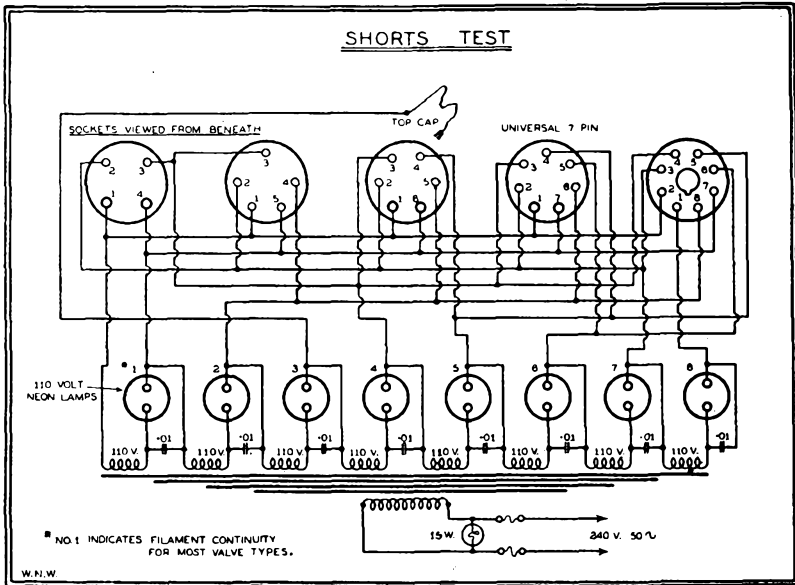 SHORTS TEST
TOP CAP
SOCKETS VIEWED FROM BENEATH
UNIVERSAL 7 PIN
2 3 1 4
3 2 4 1 5
3 4 2 5 1 6
4 3 5 2 6 1 7
4 5 3 6 2 7 1 8
* 1 2 3 4 5 6 7 8
110 VOLT
NEON LAMPS
·01 ·01 ·01 ·01 ·01 ·01 ·01 ·01
110 V. 110 V. 110 V. 110 V. 110 V. 110 V. 110 V. 110 V.
15 W. 240 V. 50 ∿
* NO. 1 INDICATES FILAMENT CONTINUITY
FOR MOST VALVE TYPES.
W.N.W.